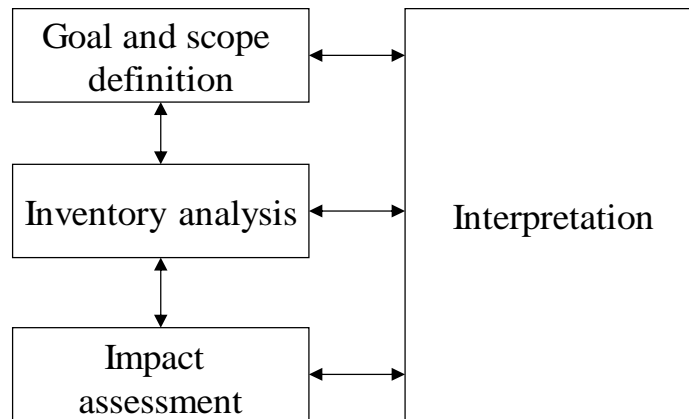 Goal and scope
definition
Inventory analysis
Interpretation
Impact
assessment